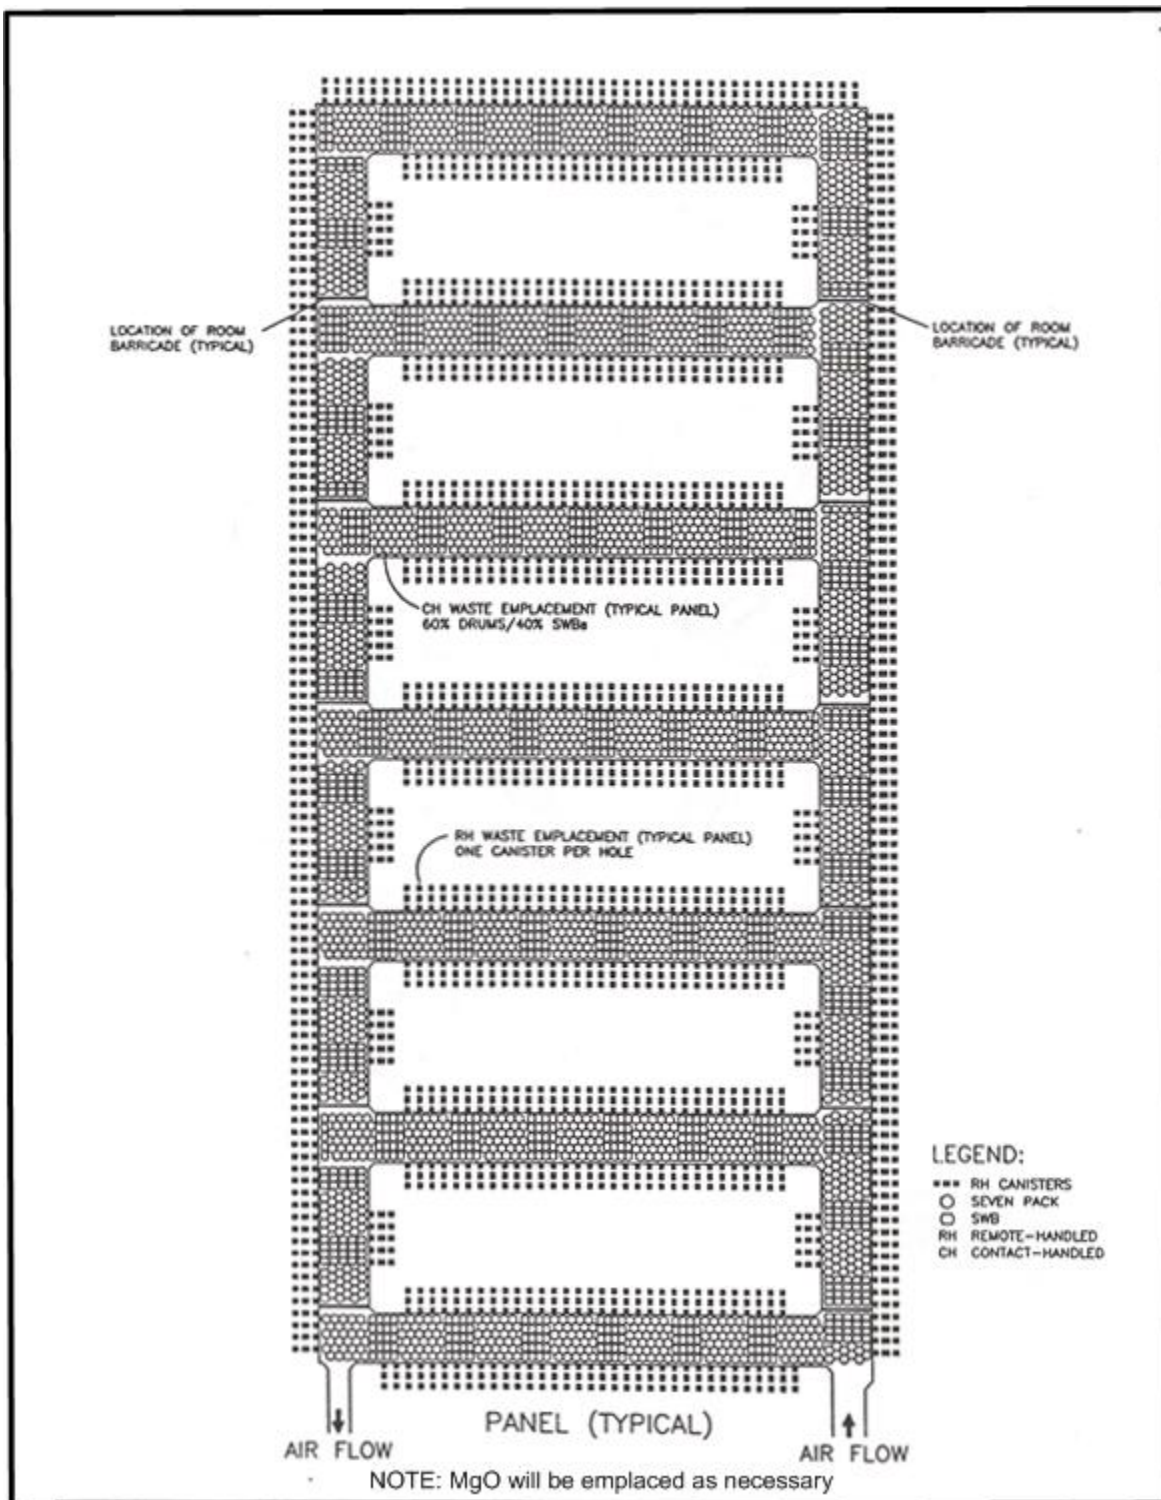 LOCATION OF ROOM
BARRICADE (TYPICAL)
LOCATION OF ROOM
BARRICADE (TYPICAL)
CH WASTE EMPLACEMENT (TYPICAL PANEL)
60% DRUMS/40% SWBs
RH WASTE EMPLACEMENT (TYPICAL PANEL)
ONE CANISTER PER HOLE
LEGEND:
RH CANISTERS
SEVEN PACK
SWB
RH REMOTE-HANDLED
CH CONTACT-HANDLED
PANEL (TYPICAL)
AIR FLOW
AIR FLOW
NOTE: MgO will be emplaced as necessary